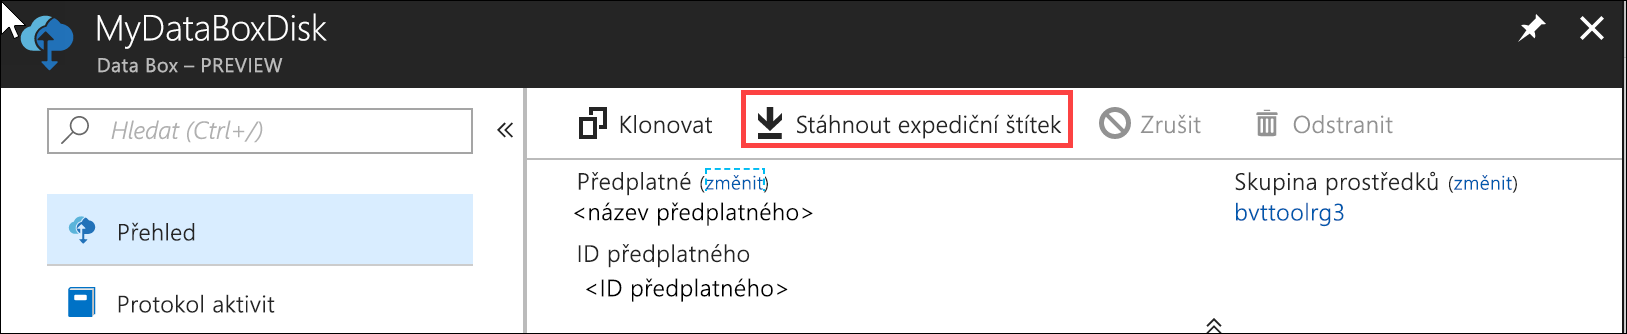 MyDataBoxDisk
Data Box – PREVIEW
Hledat (Ctrl+/)
Přehled
Protokol aktivit
Klonovat
Stáhnout expediční štítek
Zrušit
Odstranit
Předplatné (změnit)
<název předplatného>
ID předplatného
<ID předplatného>
Skupina prostředků (změnit)
bvttoolrg3